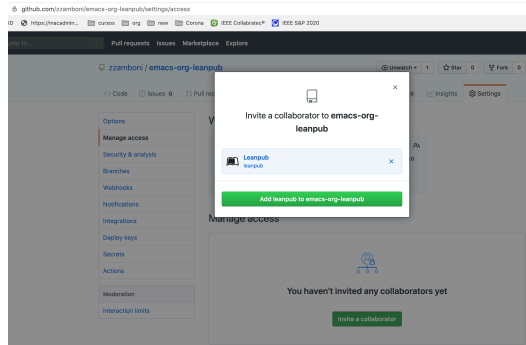 github.com/zzamboni/emacs-org-leanpub/settings/access
https://macadmin... cursos org new Corona IEEE Collabratec® IEEE S&P 2020
Pull requests Issues Marketplace Explore
zzamboni / emacs-org-leanpub
Unwatch 1 Star 0 Fork 0
Code Issues 0 Pull req Insights Settings
Invite a collaborator to emacs-org-
leanpub
Leanpub
leanpub
Add leanpub to emacs-org-leanpub
Options
Manage access
Security & analysis
Branches
Webhooks
Notifications
Integrations
Deploy keys
Secrets
Actions
Moderation
Interaction limits
Manage access
You haven't invited any collaborators yet
Invite a collaborator